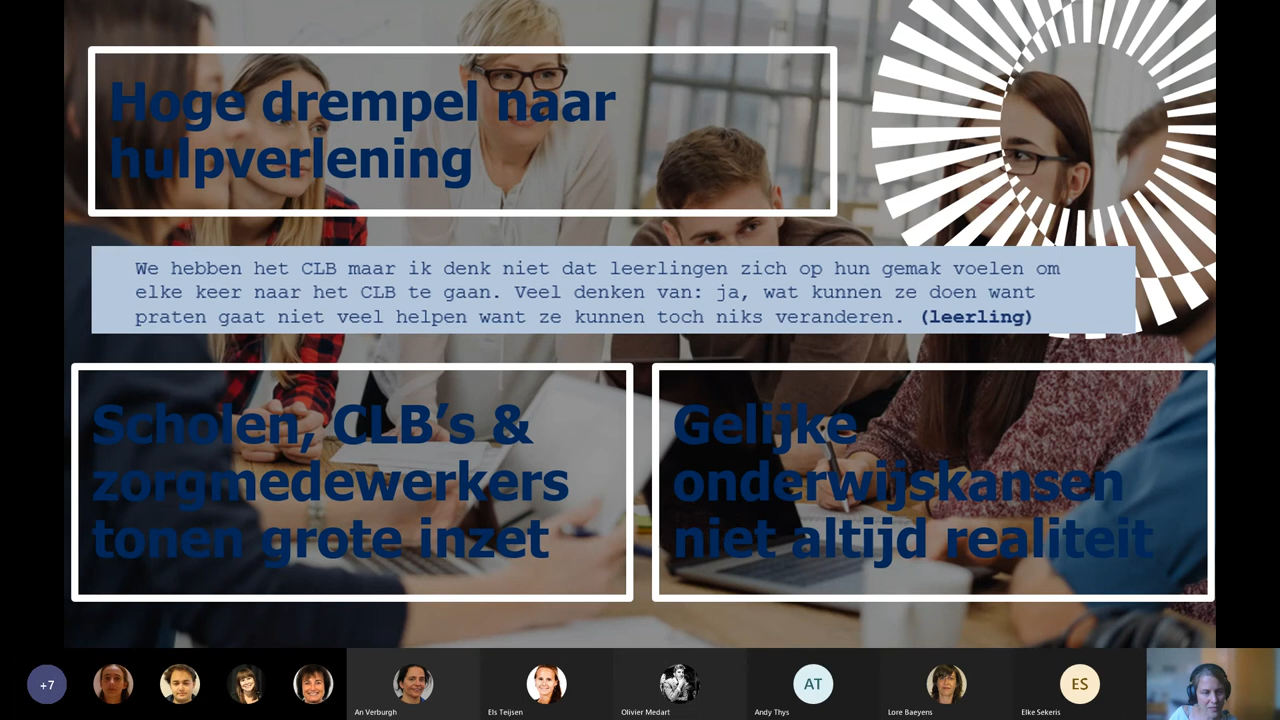 Hoge drempel naar
hulpverlening
We hebben het CLB maar ik denk niet dat leerlingen zich op hun gemak voelen om
elke keer naar het CLB te gaan. Veel denken van: ja, wat kunnen ze doen want
praten gaat niet veel helpen want ze kunnen toch niks veranderen. (leerling)
Scholen, CLB's &
zorgmedewerkers
tonen grote inzet
Gelijke
onderwijskansen
niet altijd realiteit
+7
An Verburgh
Els Teijsen
Olivier Medart
AT
Andy Thys
Lore Baeyens
ES
Elke Sekeris